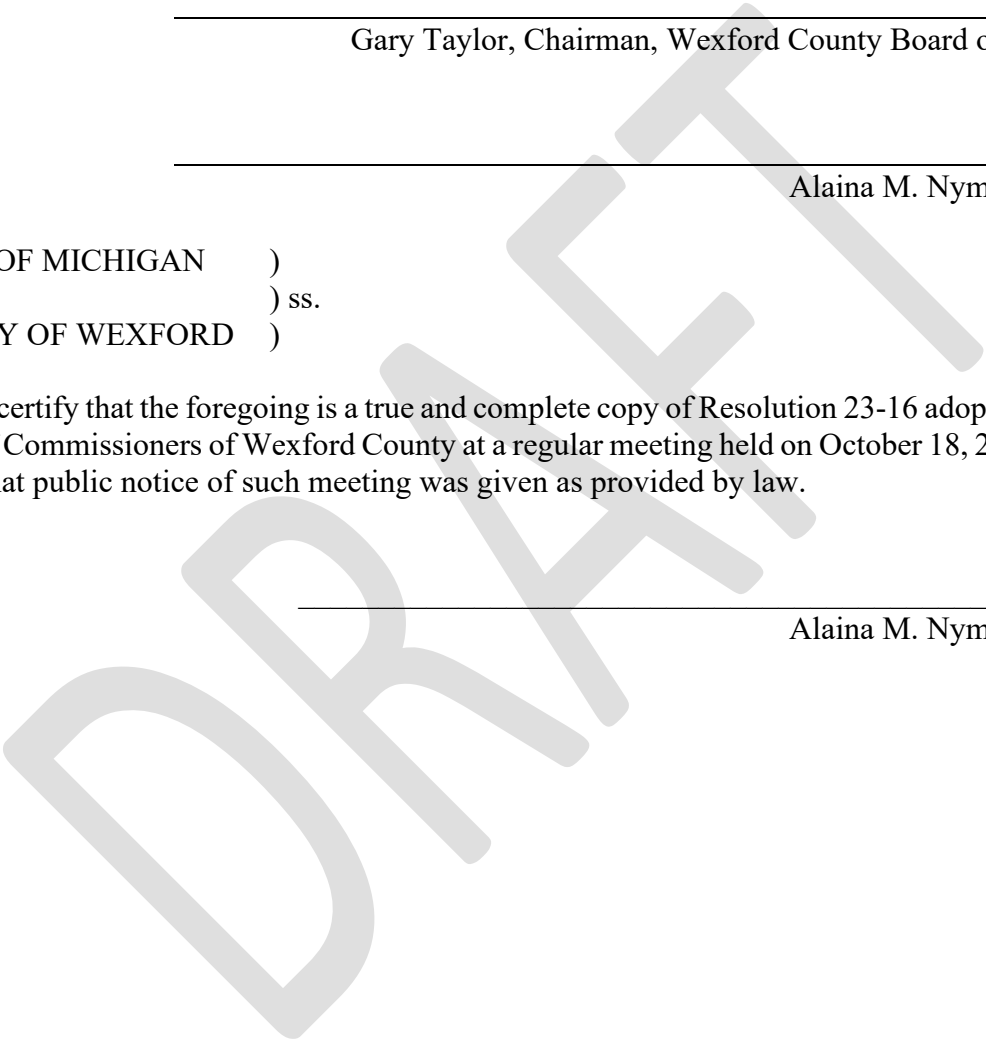 Gary Taylor, Chairman, Wexford County Board o
Alaina M. Nym
OF MICHIGAN )
) ss.
Y OF WEXFORD )
certify that the foregoing is a true and complete copy of Resolution 23-16 adop
Commissioners of Wexford County at a regular meeting held on October 18, 2
at public notice of such meeting was given as provided by law.
Alaina M. Nym
DRAFT